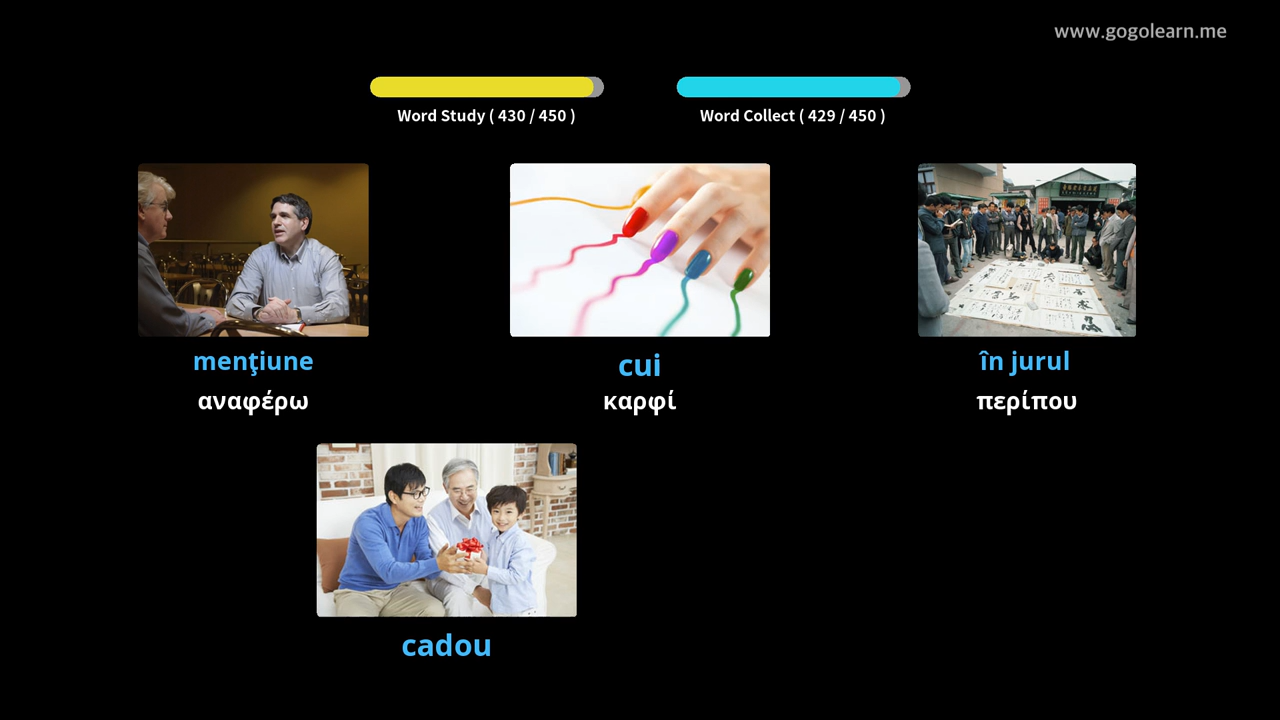 www.gogolearn.me
Word Study ( 430 / 450 )
Word Collect ( 429 / 450 )
menţiune
αναφέρω
cui
καρφί
în jurul
περίπου
cadou